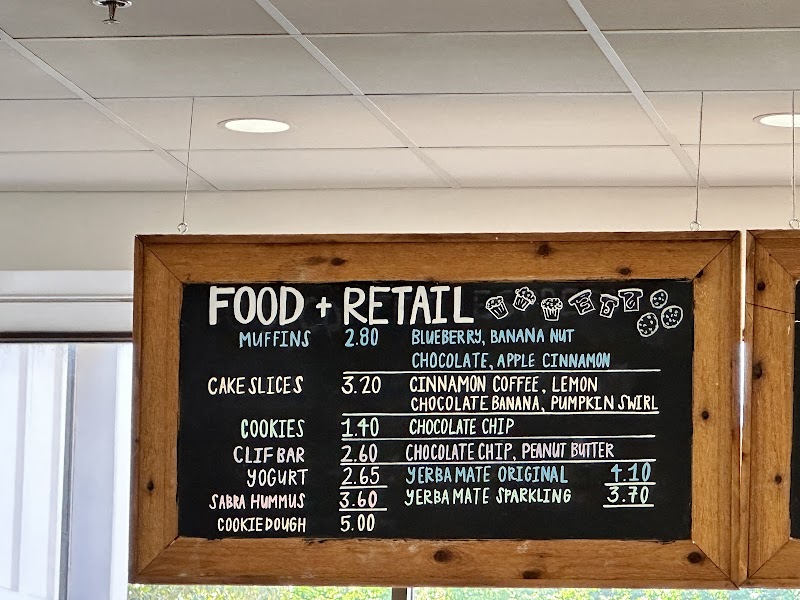 FOOD + RETAIL
MUFFINS 2.80 BLUEBERRY, BANANA NUT
CHOCOLATE, APPLE CINNAMON
CAKE SLICES 3.20 CINNAMON COFFEE, LEMON
CHOCOLATE BANANA, PUMPKIN SWIRL
COOKIES 1.40 CHOCOLATE CHIP
CLIF BAR 2.60 CHOCOLATE CHIP, PEANUT BUTTER
YOGURT 2.65 YERBA MATE ORIGINAL 4.10
SABRA HUMMUS 3.60 YERBA MATE SPARKLING 3.70
COOKIE DOUGH 5.00